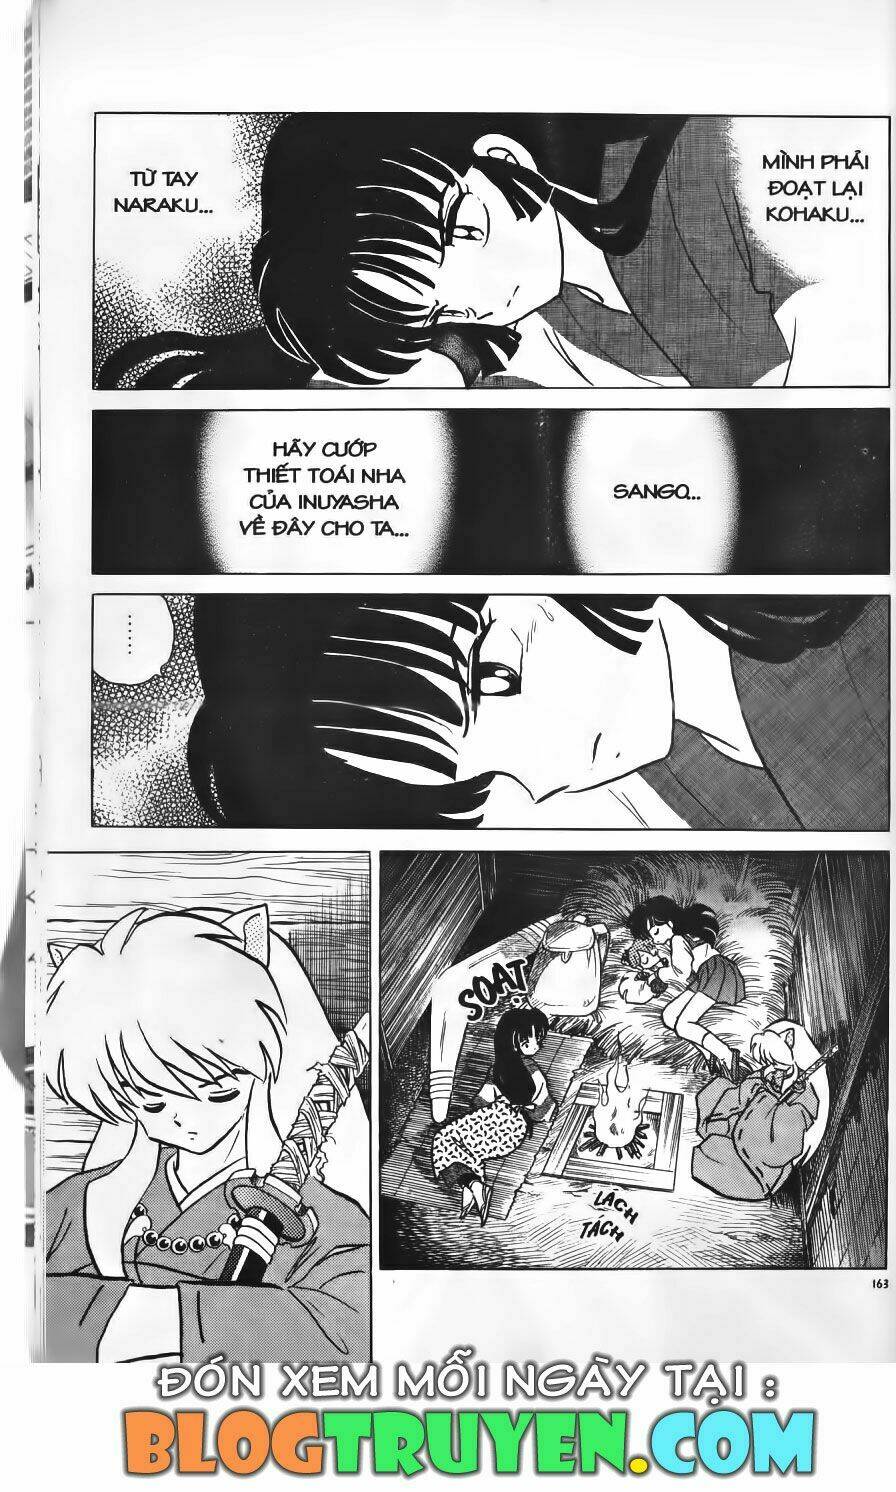 MÌNH PHẢI
ĐOẠT LẠI
KOHAKU...
TỪ TAY
NARAKU...
SANGO...
HÃY CƯỚP
THIẾT TOÁI NHA
CỦA INUYASHA
VỀ ĐÂY CHO TA...
......
SOẠT
LÁCH
TÁCH
163
ĐÓN XEM MỖI NGÀY TẠI :
BLOGTRUYEN.COM